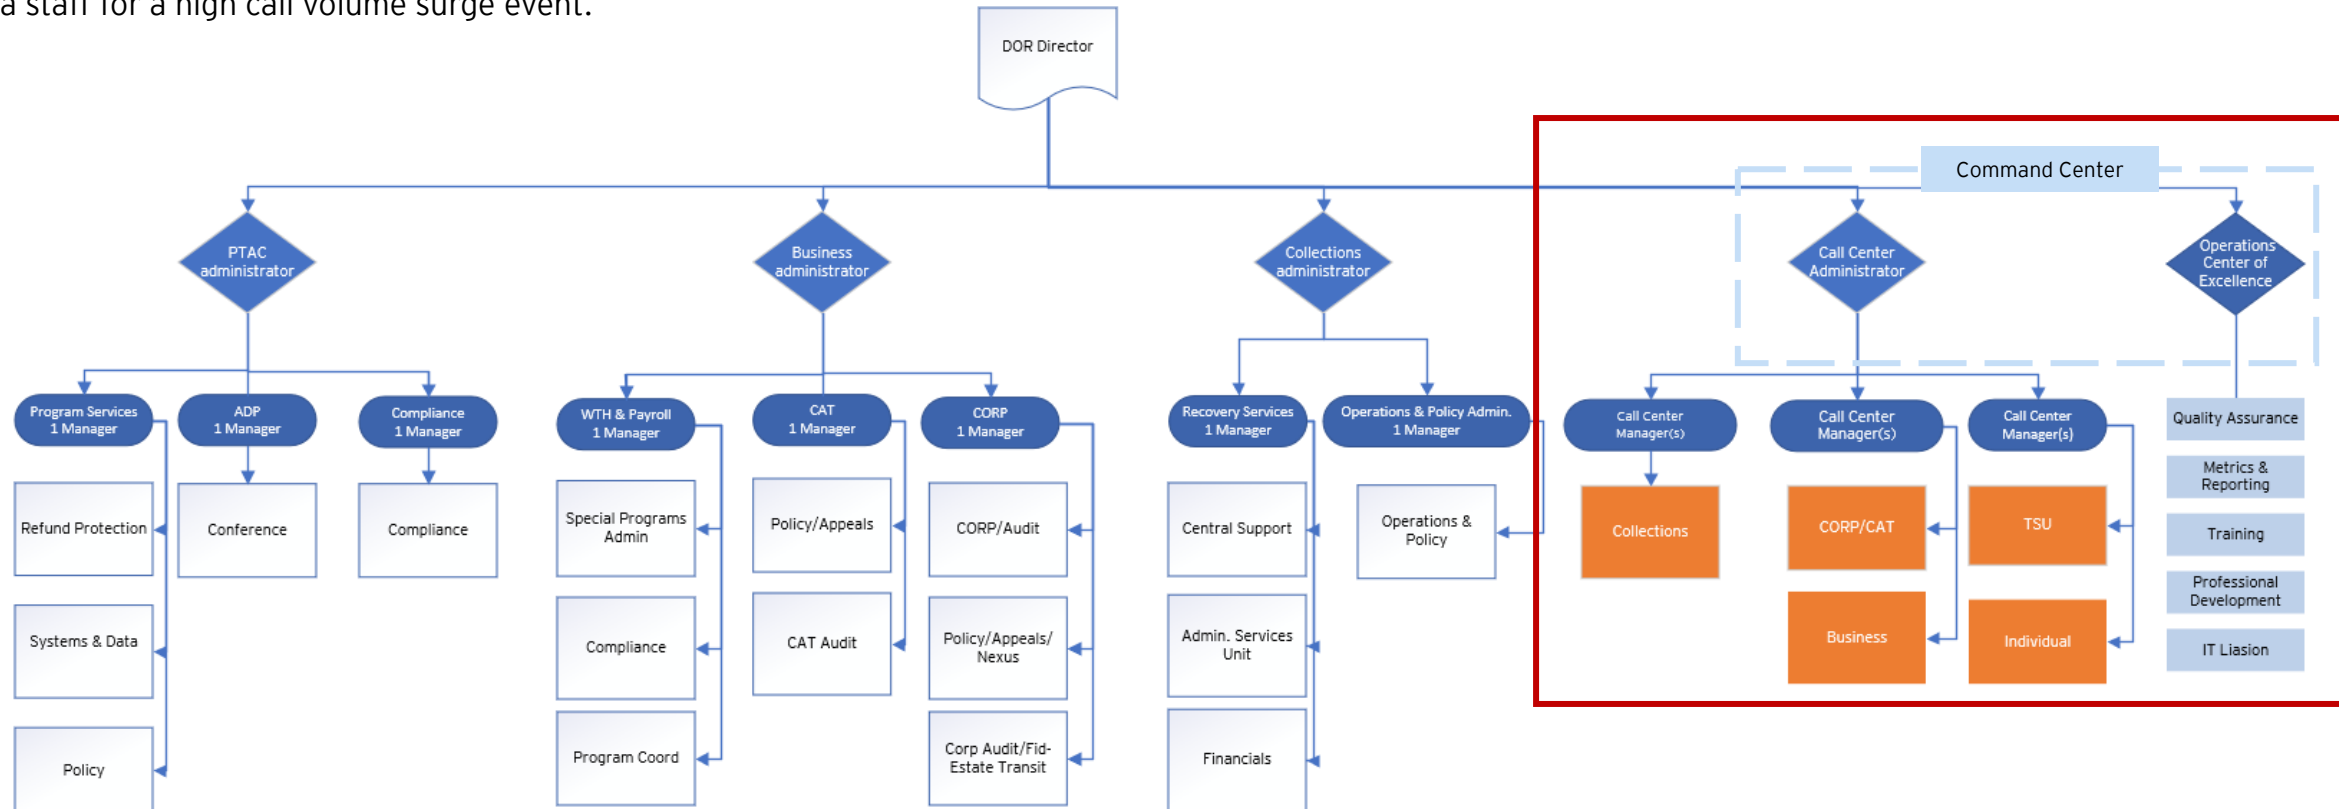 a staff for a high call volume surge event.
DOR Director
Command Center
PTAC
administrator
Business
administrator
Collections
administrator
Call Center
Administrator
Operations
Center of
Excellence
Program Services
1 Manager
ADP
1 Manager
Compliance
1 Manager
WTH & Payroll
1 Manager
CAT
1 Manager
CORP
1 Manager
Recovery Services
1 Manager
Operations & Policy Admin.
1 Manager
Call Center
Manager(s)
Call Center
Manager(s)
Call Center
Manager(s)
Quality Assurance
Metrics &
Reporting
Training
Professional
Development
IT Liasion
Refund Protection
Conference
Compliance
Special Programs
Admin
Policy/Appeals
CORP/Audit
Central Support
Operations &
Policy
Collections
CORP/CAT
TSU
Systems & Data
Compliance
CAT Audit
Policy/Appeals/
Nexus
Admin. Services
Unit
Business
Individual
Policy
Program Coord
Corp Audit/Fid-
Estate Transit
Financials